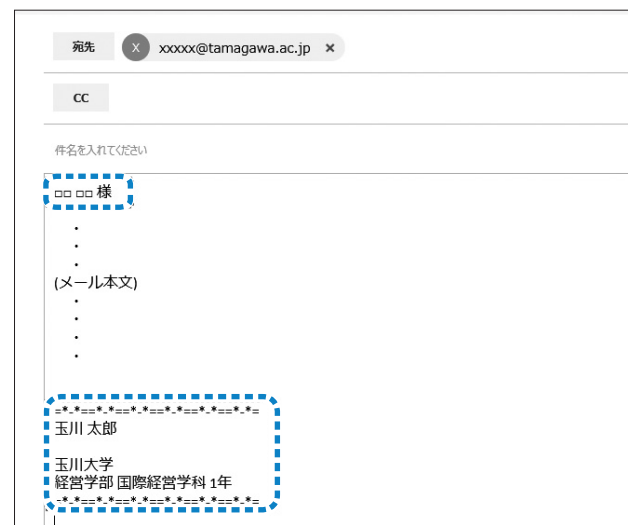 宛先 X xxxxx@tamagawa.ac.jp ×
CC
件名を入れてください
□□ □□ 様
・
・
・
(メール本文)
・
・
・
・
=*-*==*-*==*-*==*-*==*-*==*-*=
玉川 太郎
玉川大学
経営学部 国際経営学科 1年
=*-*==*-*==*-*==*-*==*-*==*-*=